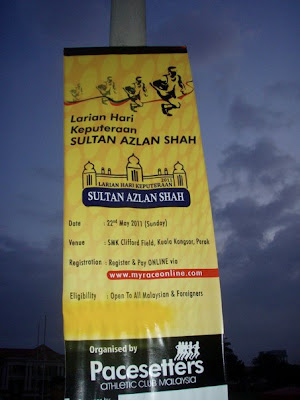 Larian Hari
Keputeraan
SULTAN AZLAN SHAH
2011
LARIAN HARI KEPUTERAAN
SULTAN AZLAN SHAH
Date : 22nd May 2011 (Sunday)
Venue : SMK Clifford Field, Kuala Kangsar, Perak
Registration : Register & Pay ONLINE via
www.myraceonline.com
Eligibility : Open To All Malaysian & Foreigners
Organised by
Pacesetters
ATHLETIC CLUB MALAYSIA